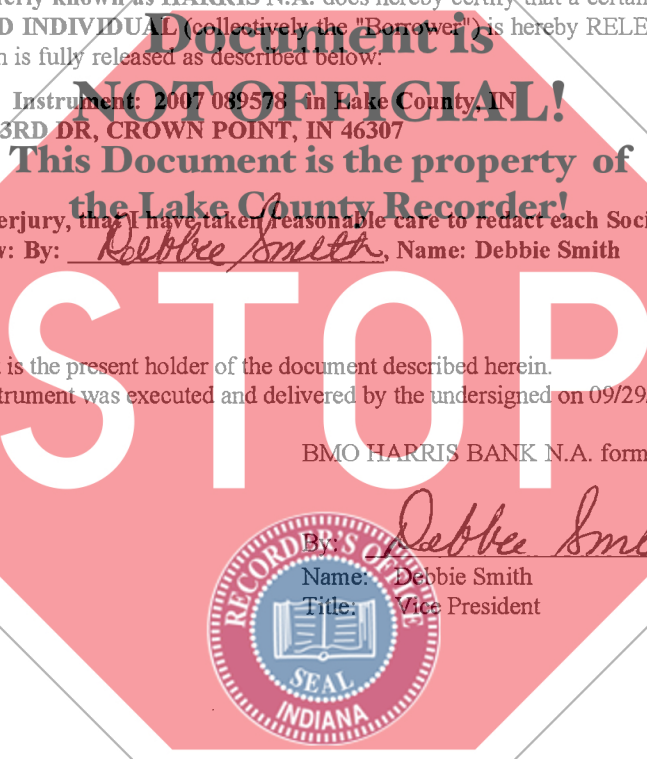 erly known as HARRIS N.A. does hereby certify that a certai
Document is
D INDIVIDUAL (collectively the "Borrower") is hereby RELE
n is fully released as described below:
NOT OFFICIAL!
Instrument: 2007 089578 in Lake County, IN
3RD DR, CROWN POINT, IN 46307
This Document is the property of
the Lake County Recorder!
erjury, that I have taken reasonable care to redact each Soci
w: By: Debbie Smith, Name: Debbie Smith
STOP
is the present holder of the document described herein.
strument was executed and delivered by the undersigned on 09/29/
BMO HARRIS BANK N.A. form
By: Debbie Smi
Name: Debbie Smith
Title: Vice President
RECORDER'S OFFICE
SEAL
INDIANA